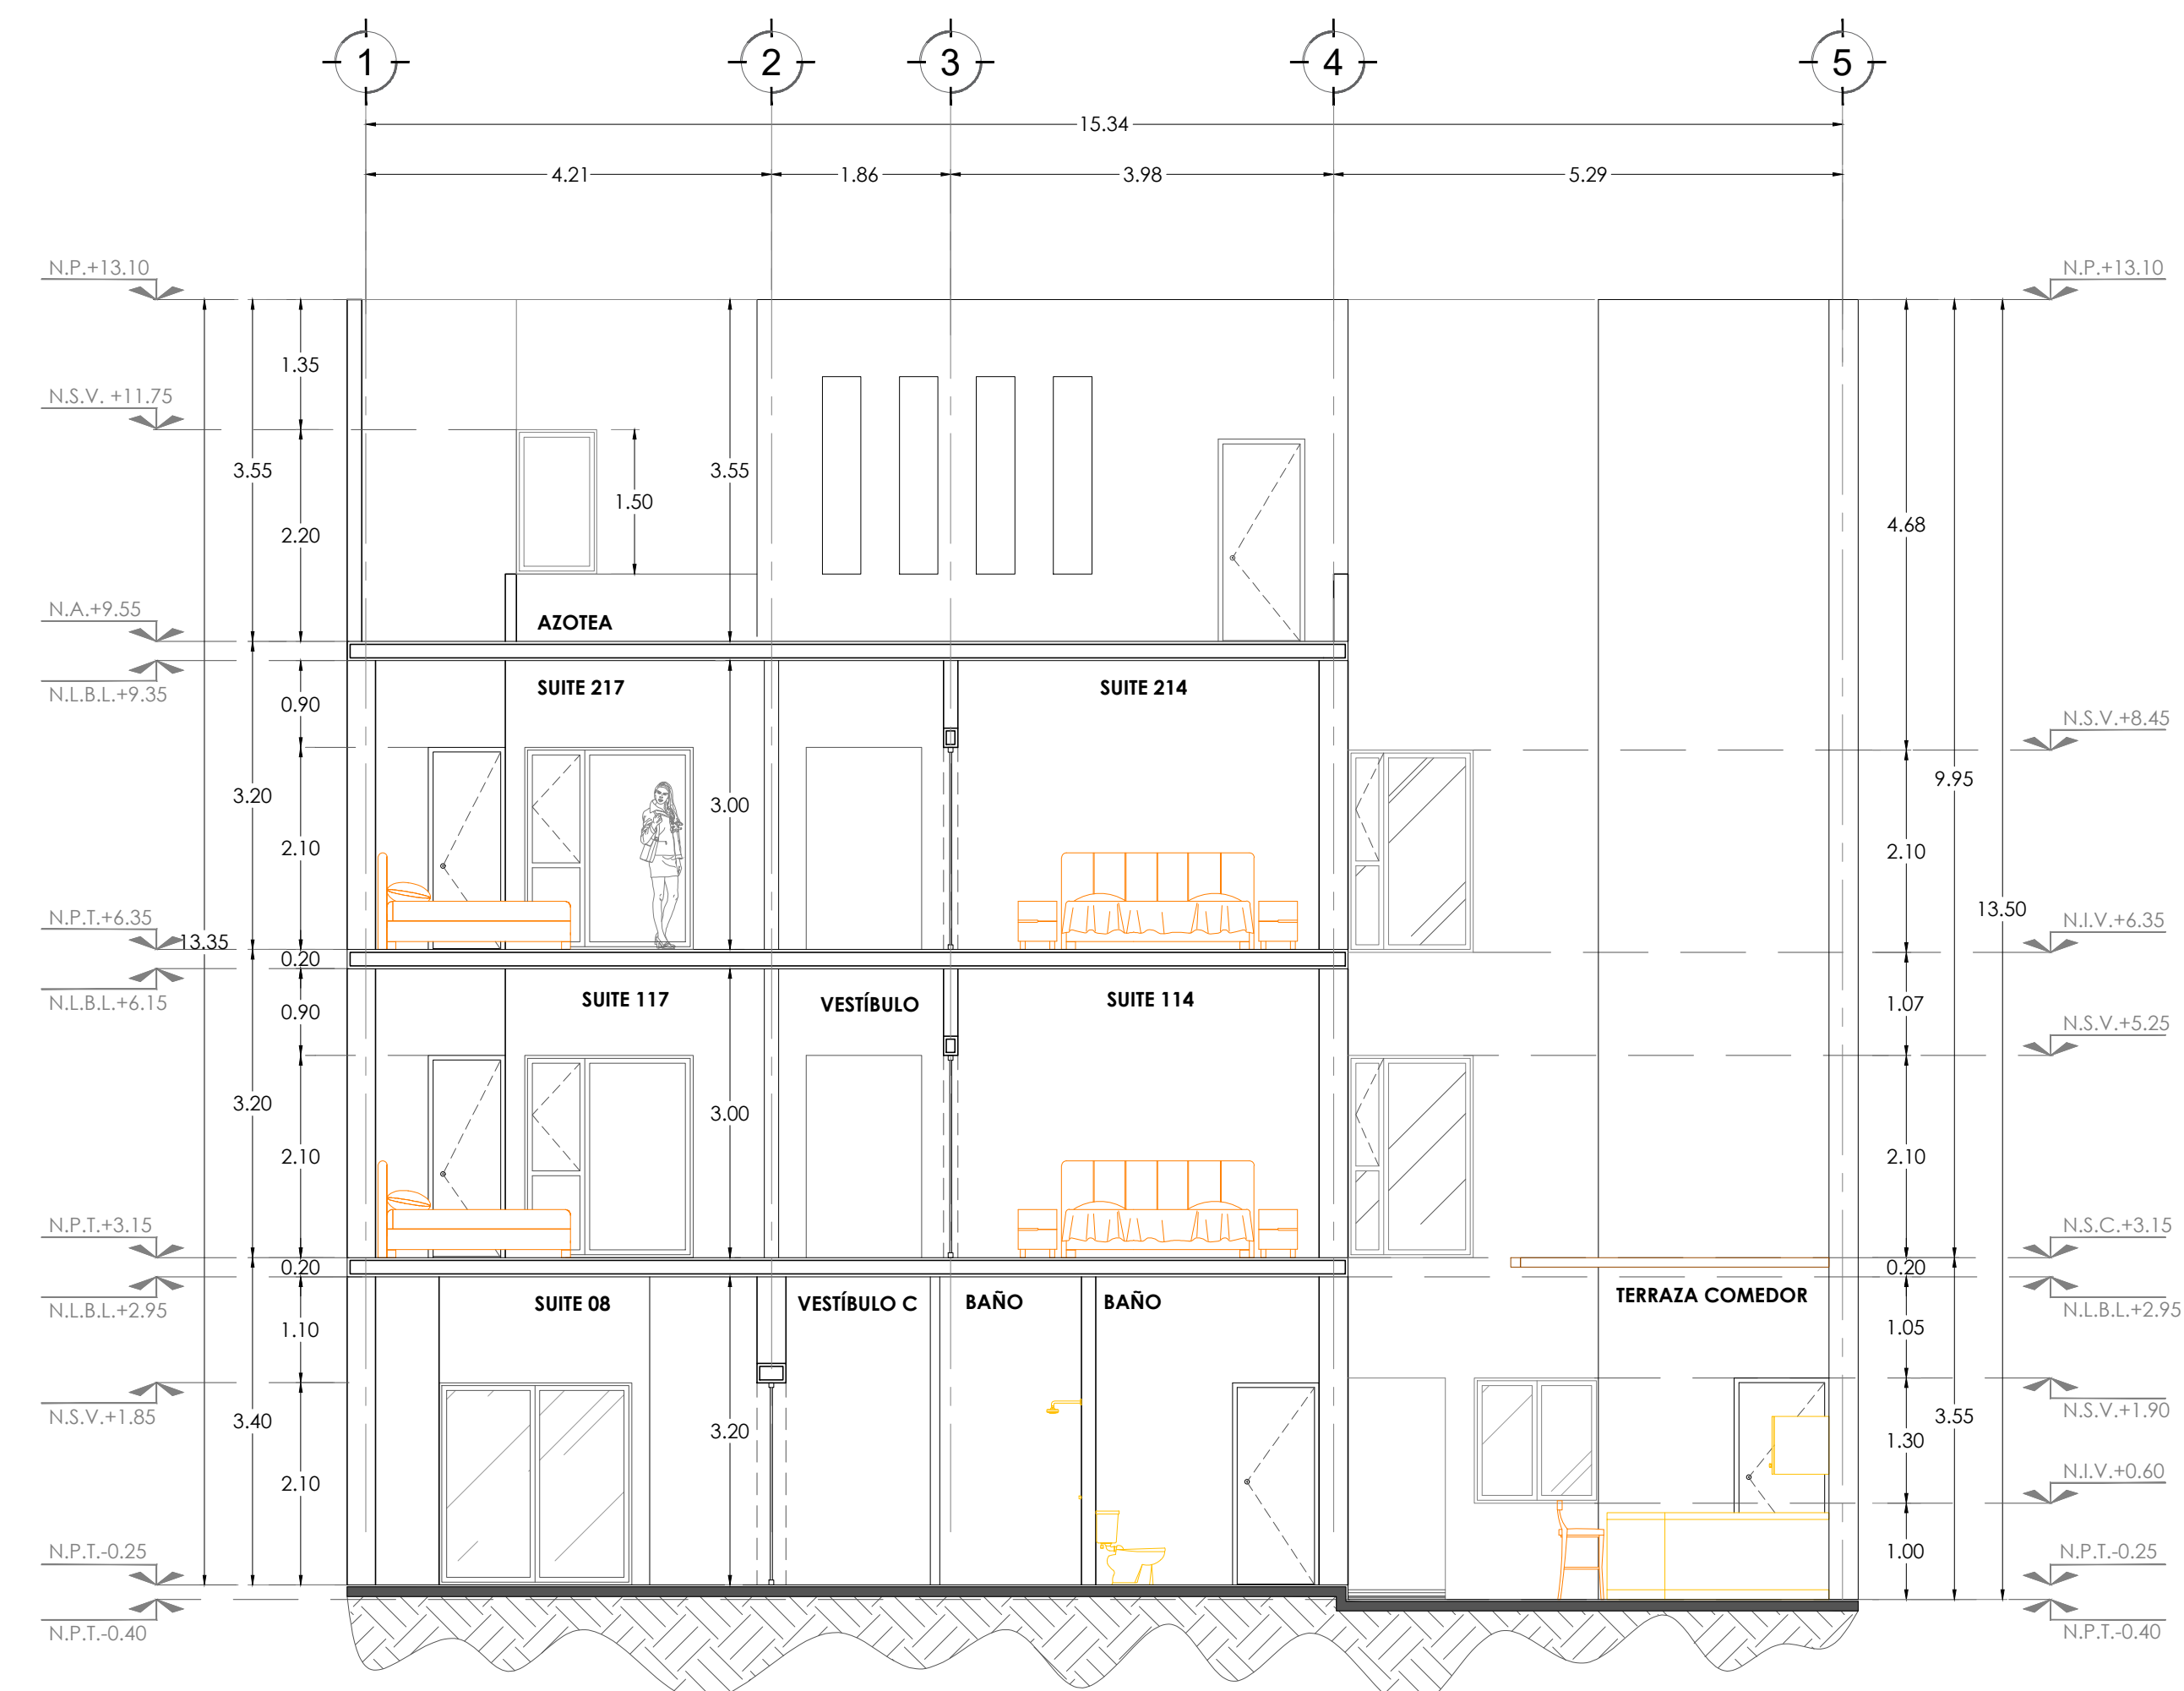 1 2 3 4 5
15.34
4.21 1.86 3.98 5.29
N.P.+13.10 N.P.+13.10
1.35
N.S.V. +11.75
3.55 3.55
1.50
2.20 4.68
N.A.+9.55
AZOTEA
N.L.B.L.+9.35
SUITE 217 SUITE 214
0.90
N.S.V.+8.45
9.95
3.20 3.00
2.10 2.10
N.P.T.+6.35 13.50 N.I.V.+6.35
13.35
0.20
N.L.B.L.+6.15
SUITE 117 VESTÍBULO SUITE 114
0.90 1.07
N.S.V.+5.25
3.20 3.00
2.10 2.10
N.P.T.+3.15 N.S.C.+3.15
0.20 0.20
N.L.B.L.+2.95 N.L.B.L.+2.95
SUITE 08 VESTÍBULO C BAÑO BAÑO TERRAZA COMEDOR
1.10 1.05
N.S.V.+1.85 N.S.V.+1.90
3.40 3.20 3.55
1.30
2.10 N.I.V.+0.60
N.P.T.-0.25 1.00 N.P.T.-0.25
N.P.T.-0.40 N.P.T.-0.40